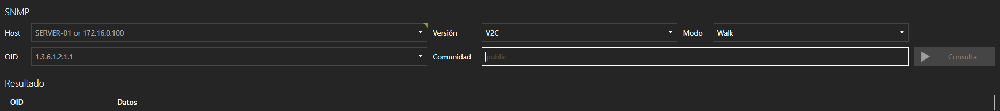 SNMP
Host SERVER-01 or 172.16.0.100 Versión V2C Modo Walk
OID 1.3.6.1.2.1.1 Comunidad public Consulta
Resultado
OID Datos